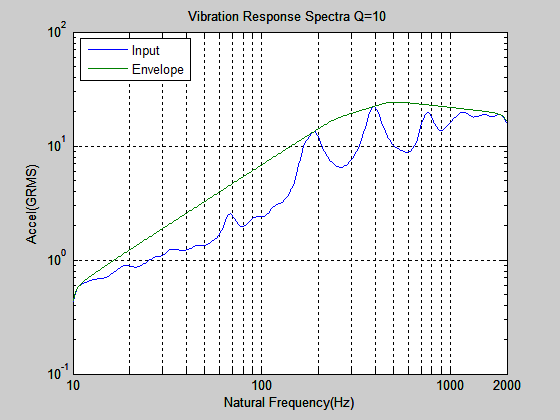 Vibration Response Spectra Q=10
10^2
Input
Envelope
10^1
Accel(GRMS)
10^0
10^-1
10 100 1000 2000
Natural Frequency(Hz)